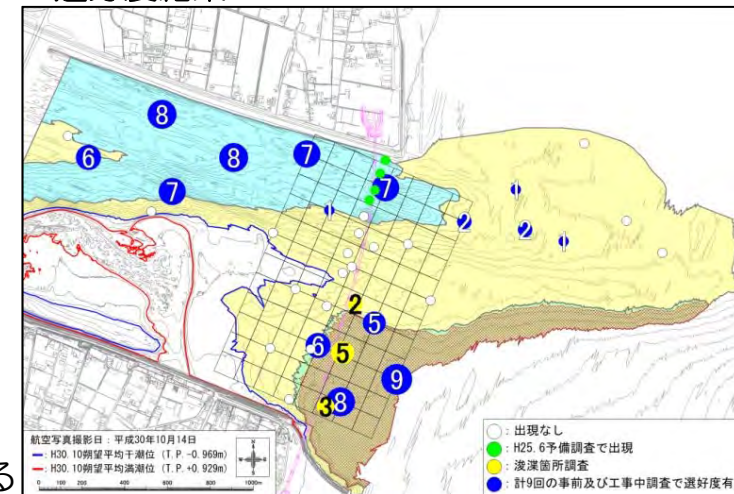 8
7
8
6
7
7
1
1
2
2
1
2
5
6
5
9
3
8
航空写真撮影日:平成30年10月14日
H30.10朔望平均干潮位 (T.P.-0.969m)
H30.10朔望平均満潮位 (T.P.+0.929m)
0 100 200 300 400 500 1000m
:出現なし
:H25.6予備調査で出現
:浚渫箇所調査
:計9回の事前及び工事中調査で選好度有
る